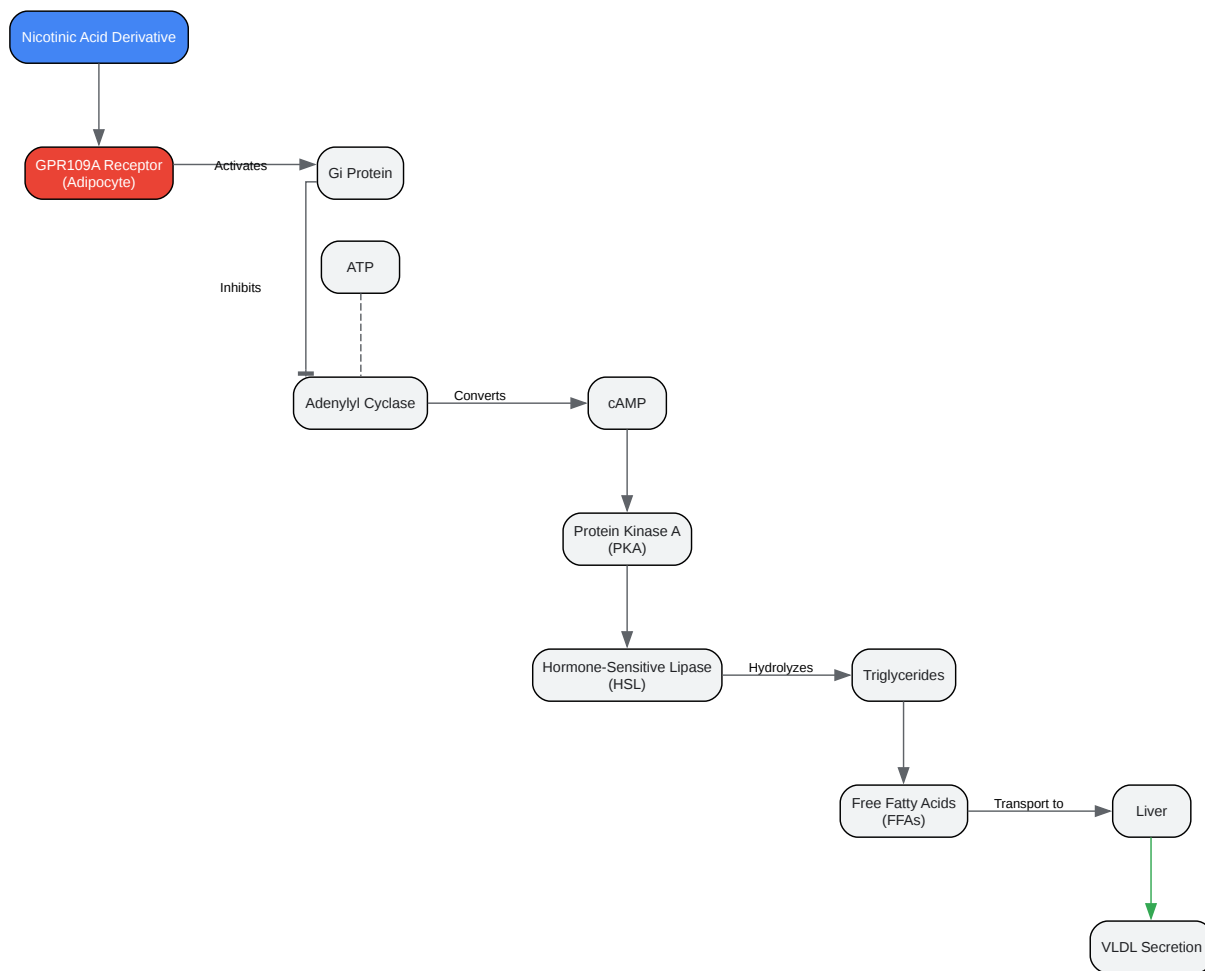 Nicotinic Acid Derivative
GPR109A Receptor
(Adipocyte)
Activates
Gi Protein
ATP
Inhibits
Adenylyl Cyclase
Converts
cAMP
Protein Kinase A
(PKA)
Hormone-Sensitive Lipase
(HSL)
Hydrolyzes
Triglycerides
Free Fatty Acids
(FFAs)
Transport to
Liver
VLDL Secretion